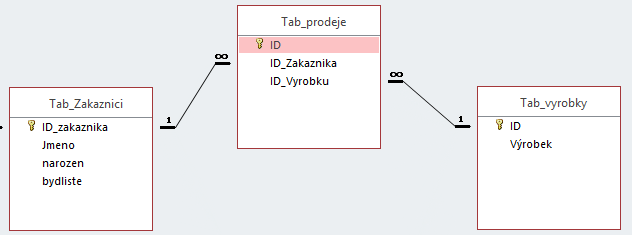 Tab_prodeje
ID
ID_Zakaznika
ID_Vyrobku
∞
∞
Tab_Zakaznici
ID_zakaznika
Jmeno
narozen
bydliste
1
1
Tab_vyrobky
ID
Výrobek